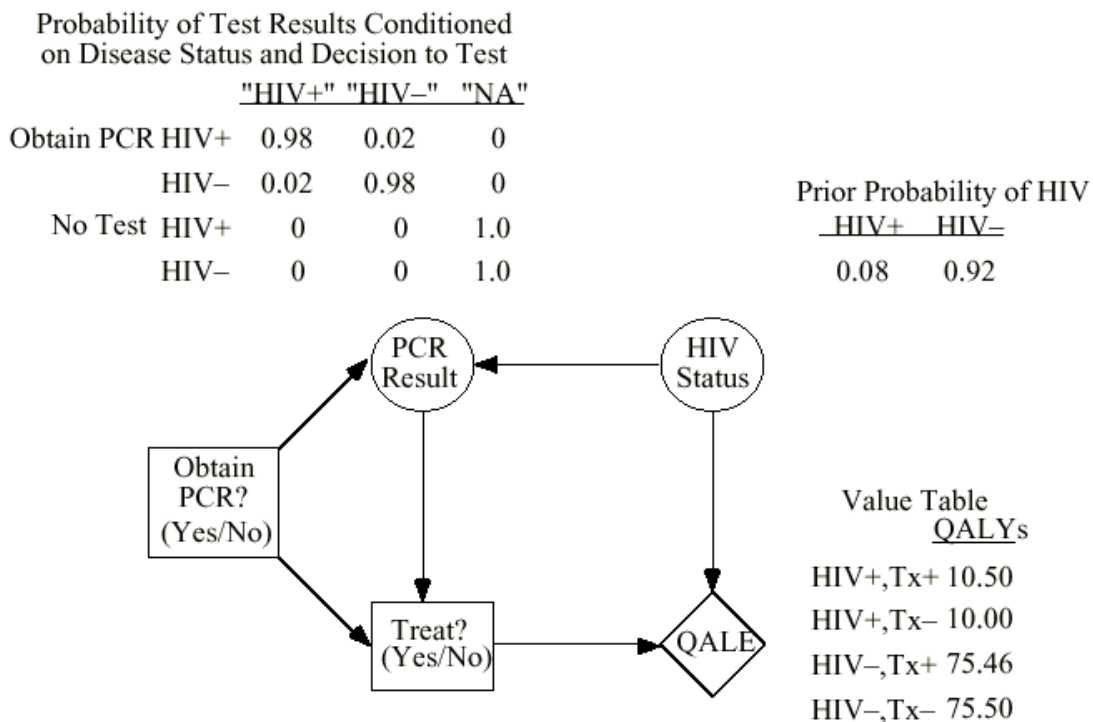 Probability of Test Results Conditioned
on Disease Status and Decision to Test
"HIV+" "HIV–" "NA"
Obtain PCR HIV+ 0.98 0.02 0
HIV– 0.02 0.98 0
No Test HIV+ 0 0 1.0
HIV– 0 0 1.0
Prior Probability of HIV
HIV+ HIV–
0.08 0.92
PCR
Result
HIV
Status
Obtain
PCR?
(Yes/No)
Treat?
(Yes/No)
QALE
Value Table
QALYs
HIV+,Tx+ 10.50
HIV+,Tx– 10.00
HIV–,Tx+ 75.46
HIV–,Tx– 75.50